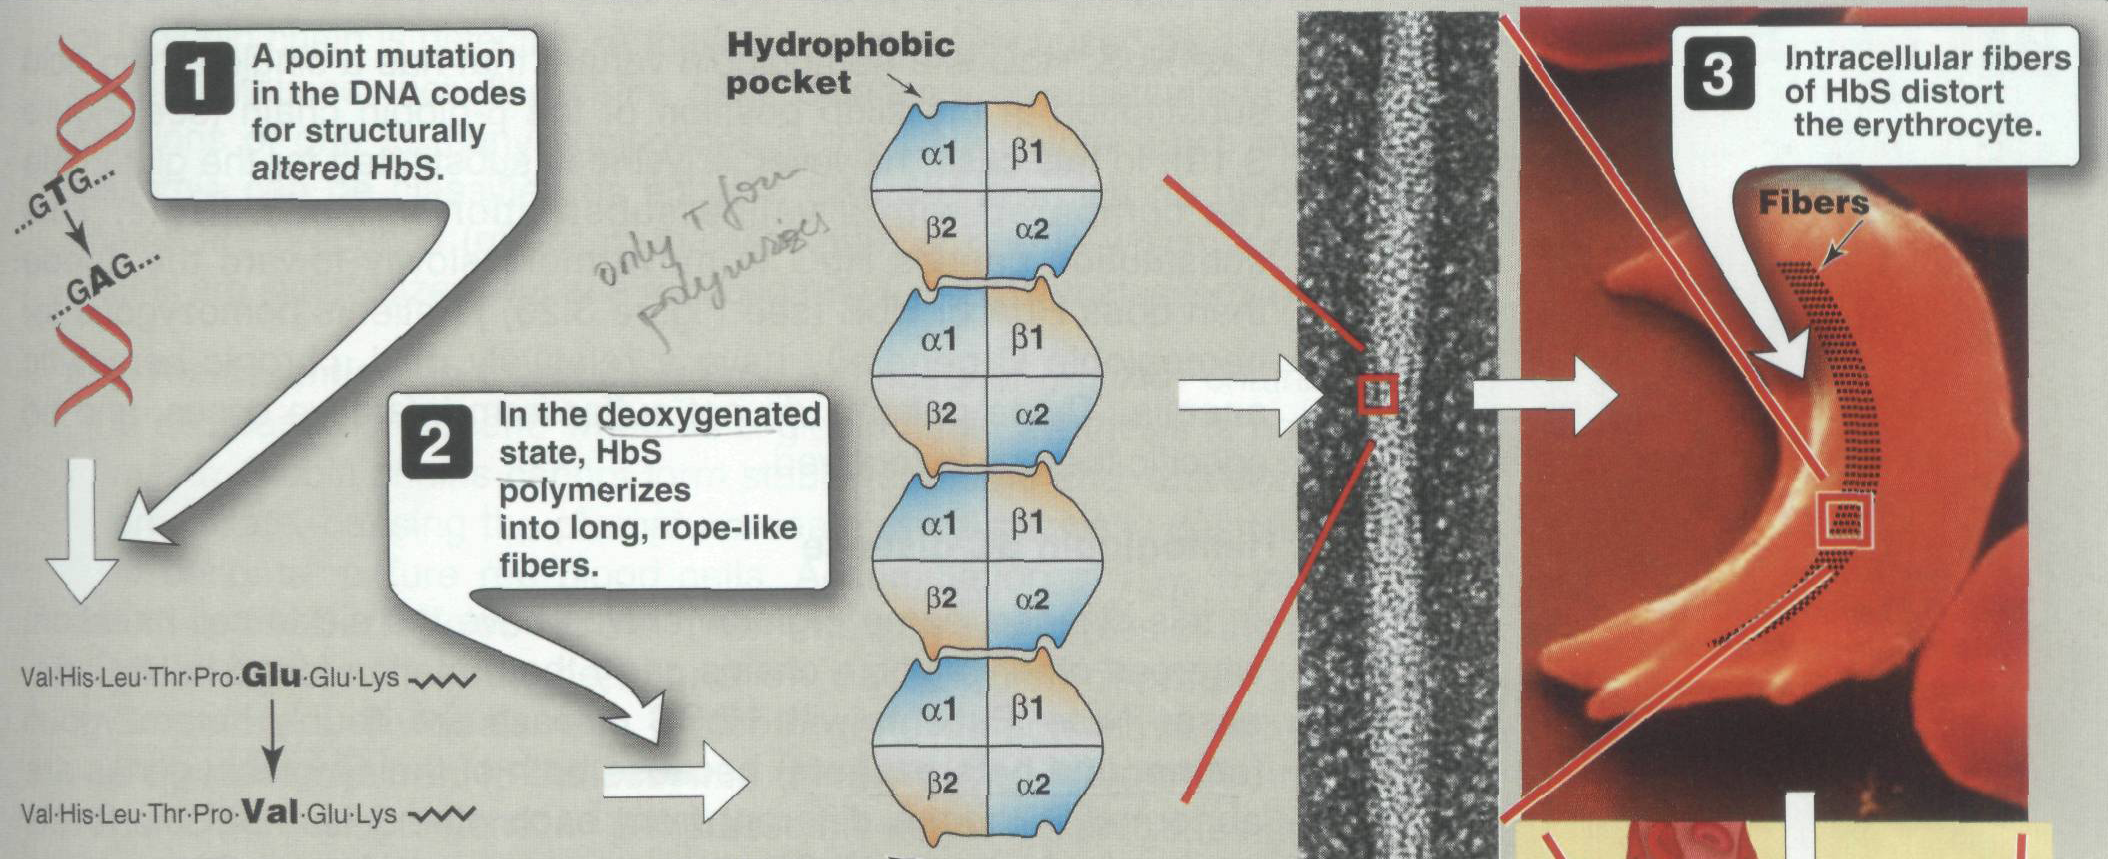 1
A point mutation
in the DNA codes
for structurally
altered HbS.
...GTG...
...GAG...
Val·His·Leu·Thr·Pro·Glu·Glu·Lys
Val·His·Leu·Thr·Pro·Val·Glu·Lys
2
In the deoxygenated
state, HbS
polymerizes
into long, rope-like
fibers.
only T form
polymerizes
Hydrophobic
pocket
α1 β1
β2 α2
α1 β1
β2 α2
α1 β1
β2 α2
α1 β1
β2 α2
3
Intracellular fibers
of HbS distort
the erythrocyte.
Fibers